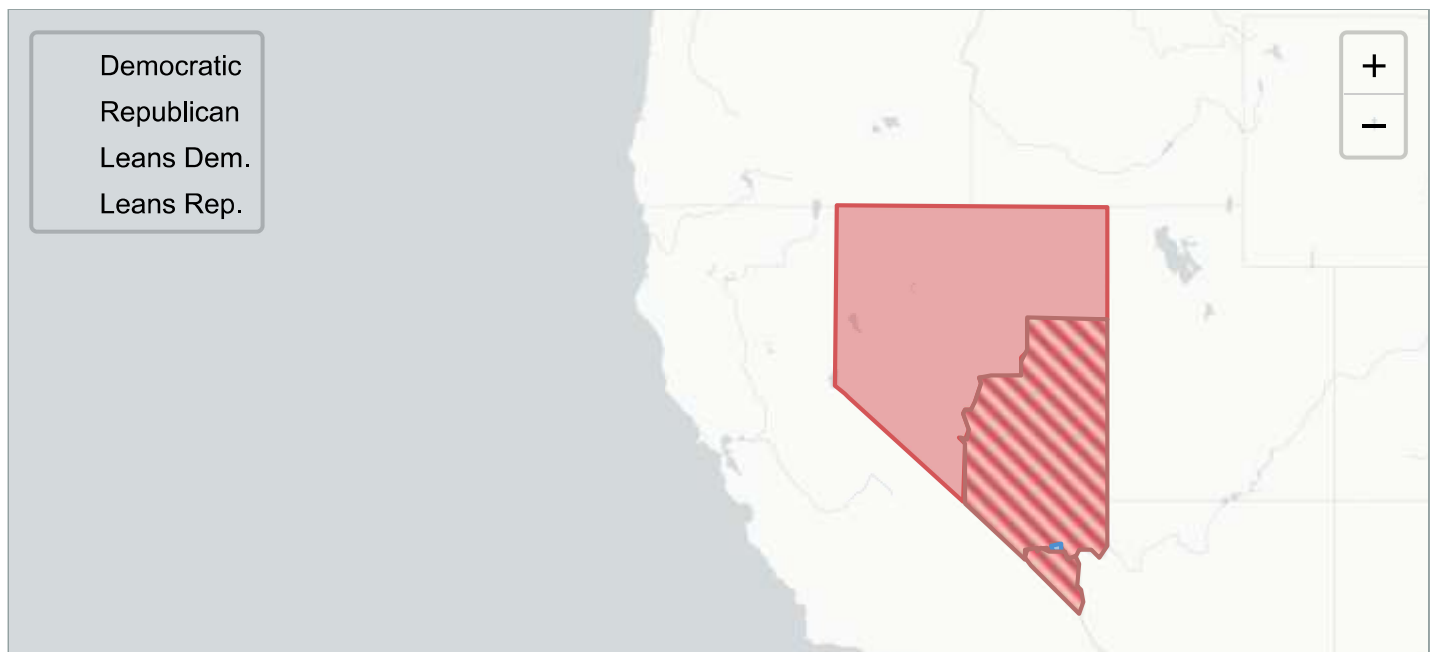 Democratic
Republican
Leans Dem.
Leans Rep.
+
−